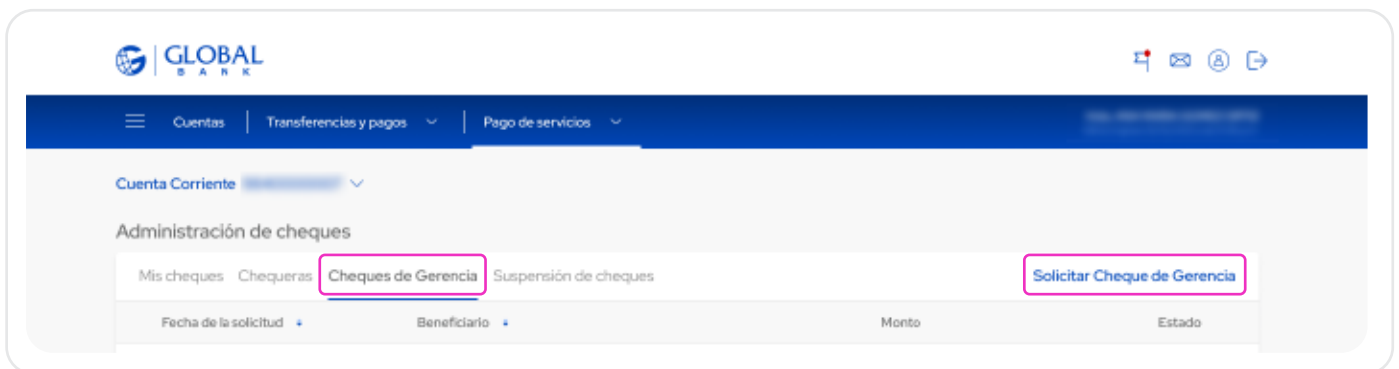 GLOBAL
BANK
Cuentas Transferencias y pagos Pago de servicios
Cuenta Corriente
Administración de cheques
Mis cheques Chequeras Cheques de Gerencia Suspensión de cheques Solicitar Cheque de Gerencia
Fecha de la solicitud Beneficiario Monto Estado